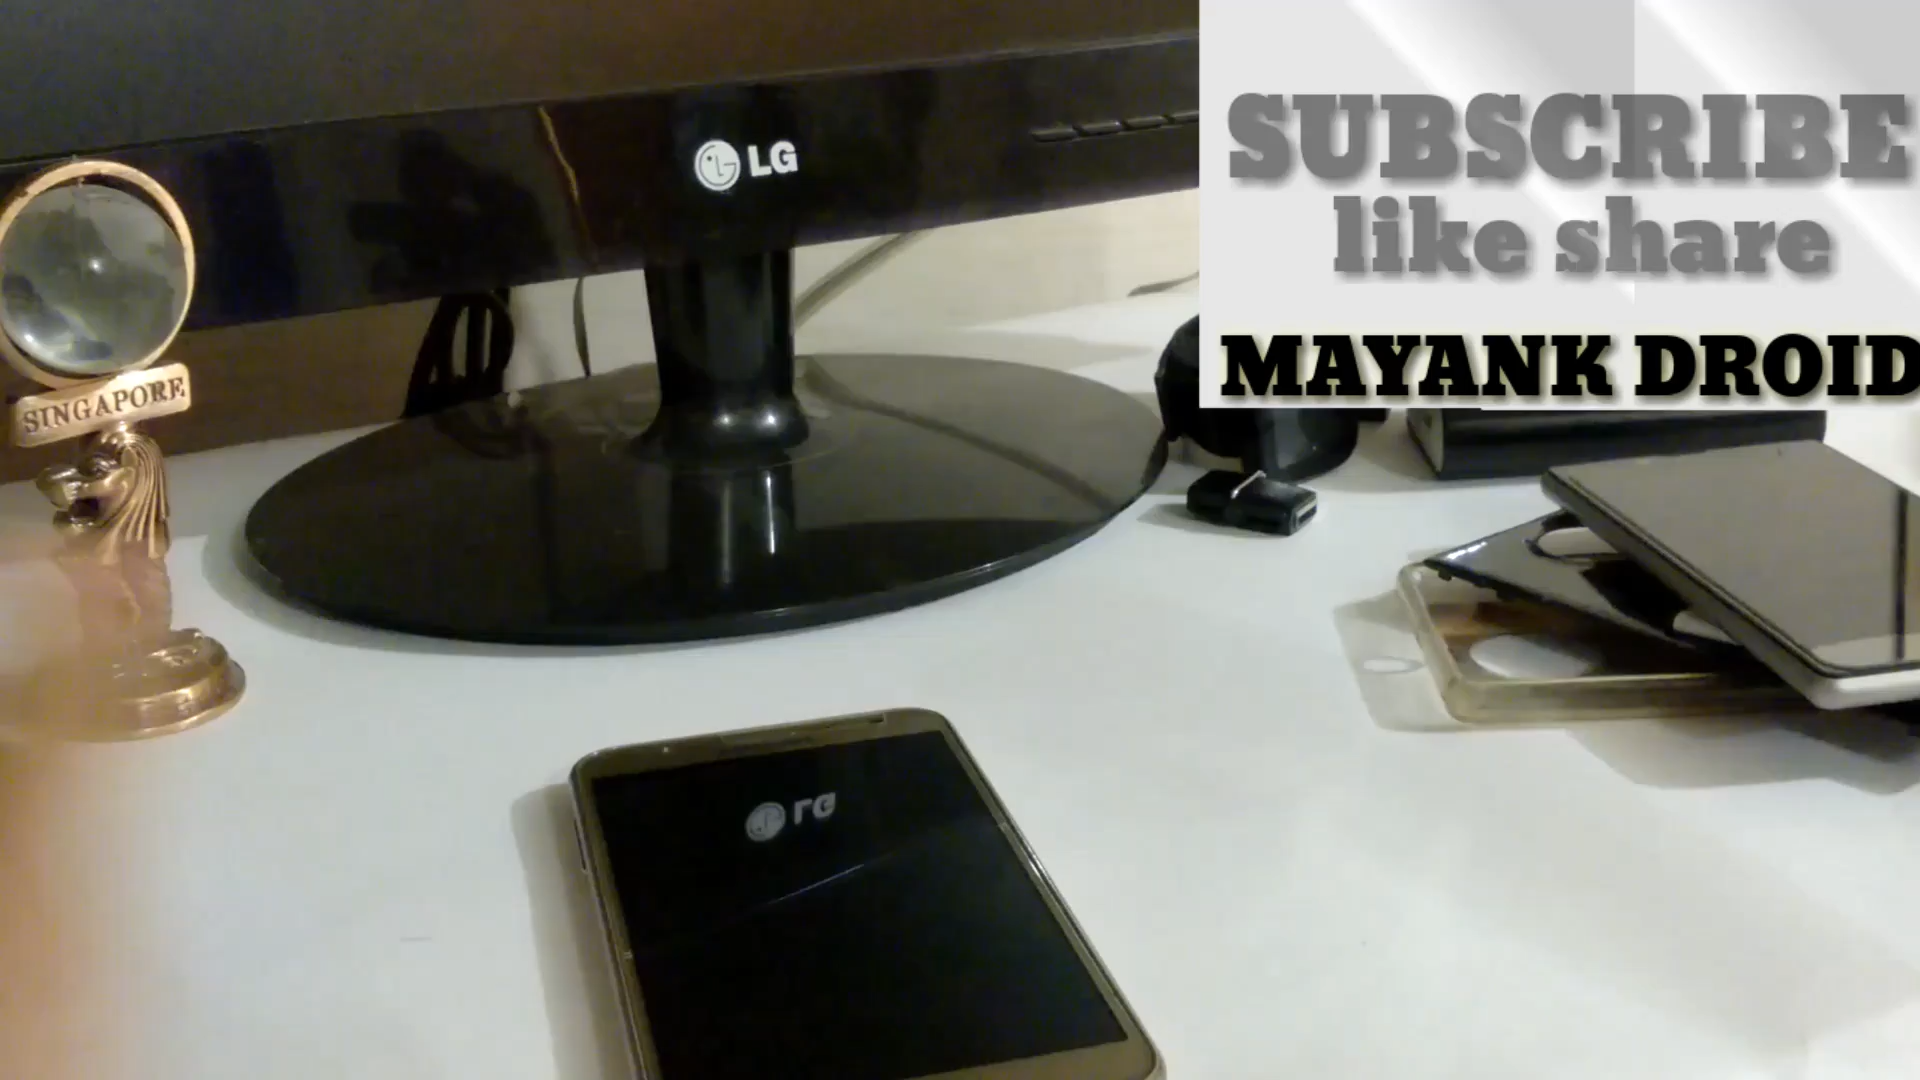 LG
SUBSCRIBE
like share
MAYANK DROID
SINGAPORE
LG